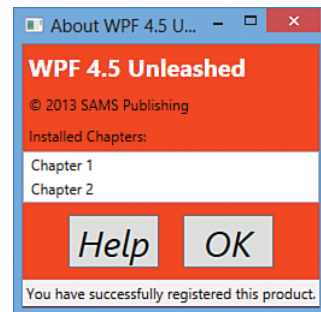 About WPF 4.5 U...
WPF 4.5 Unleashed
© 2013 SAMS Publishing
Installed Chapters:
Chapter 1
Chapter 2
Help OK
You have successfully registered this product.